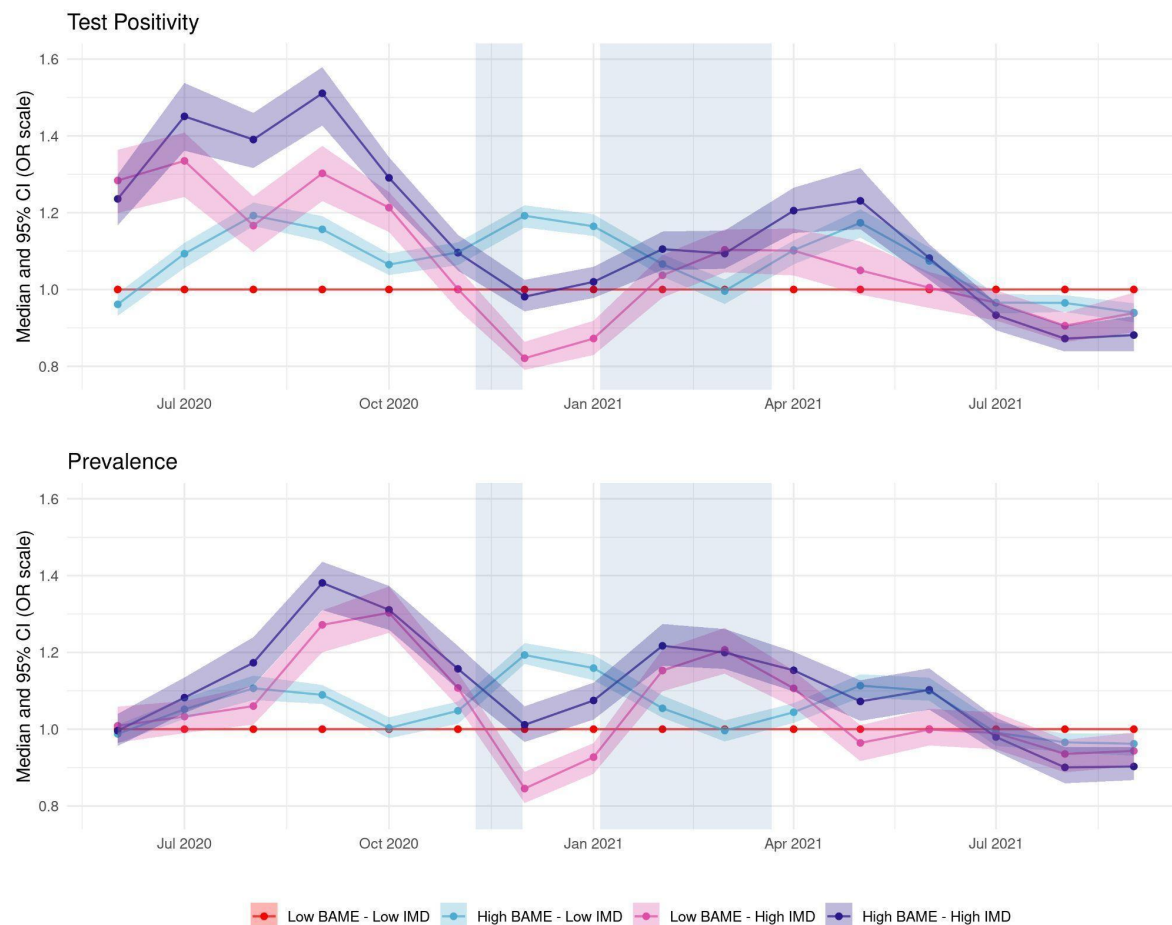 Test Positivity
Median and 95% CI (OR scale)
1.6
1.4
1.2
1.0
0.8
Jul 2020 Oct 2020 Jan 2021 Apr 2021 Jul 2021
Prevalence
Median and 95% CI (OR scale)
1.6
1.4
1.2
1.0
0.8
Jul 2020 Oct 2020 Jan 2021 Apr 2021 Jul 2021
Low BAME - Low IMD High BAME - Low IMD Low BAME - High IMD High BAME - High IMD